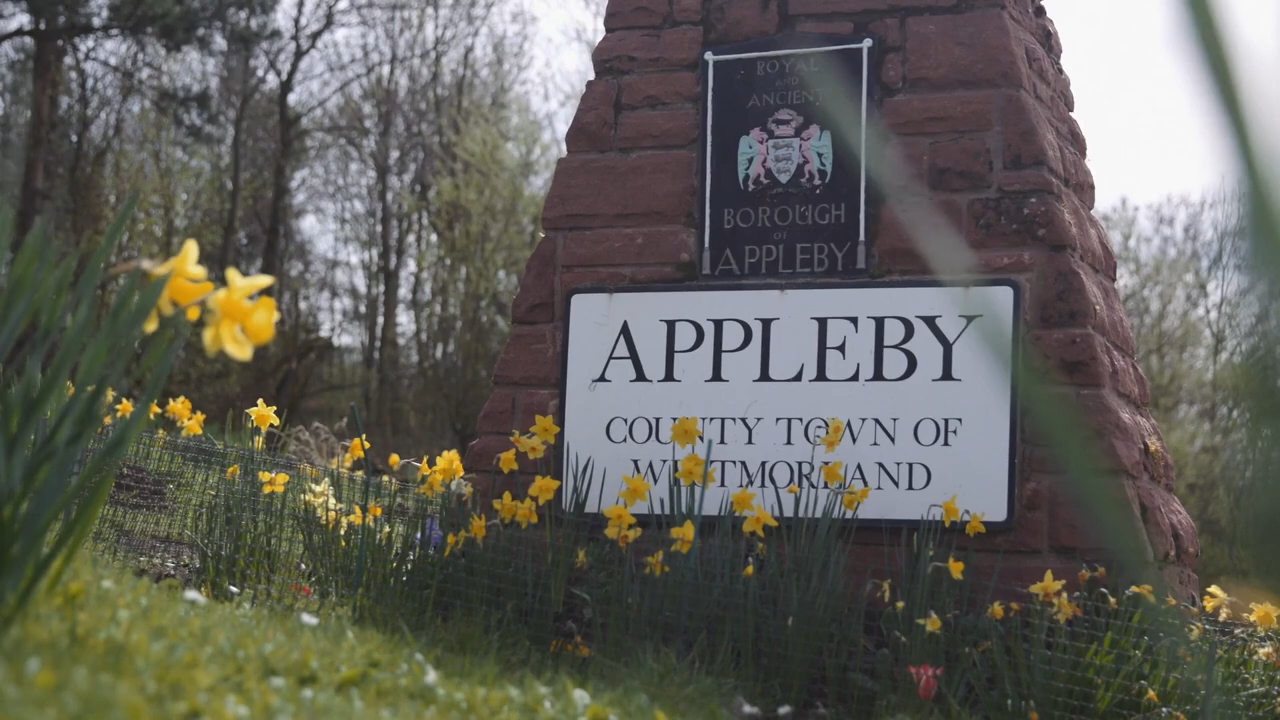 ROYAL
AND
ANCIENT
BOROUGH
OF
APPLEBY
APPLEBY
COUNTY TOWN OF
WESTMORLAND